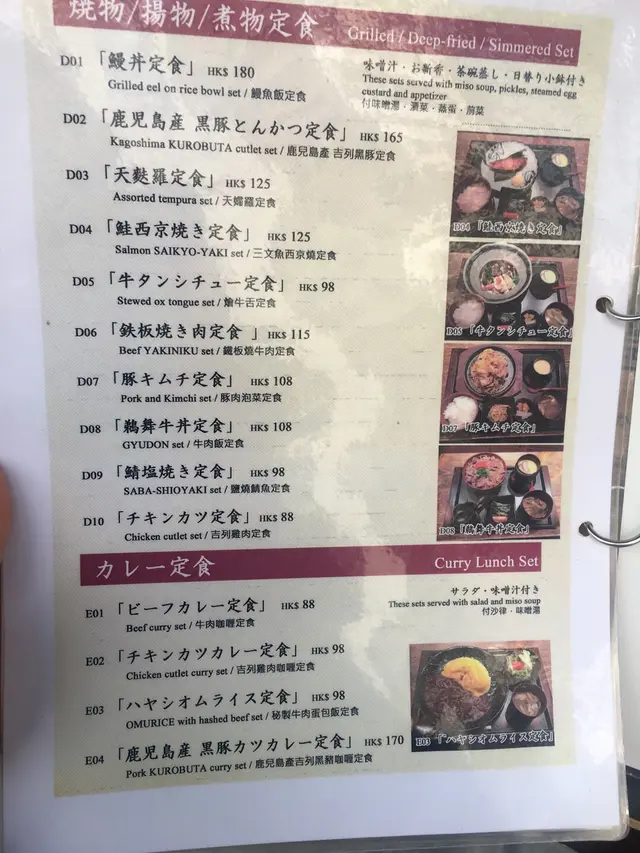 焼物/揚物/煮物定食
Grilled / Deep-fried / Simmered Set
D01 「鰻丼定食」 HK$ 180
Grilled eel on rice bowl set / 鰻魚飯定食
味噌汁・お新香・茶碗蒸し・日替り小鉢付き
These sets served with miso soup, pickles, steamed egg
custard and appetizer
付味噌湯・漬菜・蒸蛋・前菜
D02 「鹿児島産 黒豚とんかつ定食」 HK$ 165
Kagoshima KUROBUTA cutlet set / 鹿兒島產 吉列黑豚定食
D03 「天麩羅定食」 HK$ 125
Assorted tempura set / 天婦羅定食
D04 「鮭西京焼き定食」 HK$ 125
Salmon SAIKYO-YAKI set / 三文魚西京燒定食
D04 「鮭西京焼き定食」
D05 「牛タンシチュー定食」 HK$ 98
Stewed ox tongue set / 燴牛舌定食
D05 「牛タンシチュー定食」
D06 「鉄板焼き肉定食 」 HK$ 115
Beef YAKINIKU set / 鐵板燒牛肉定食
D07 「豚キムチ定食」 HK$ 108
Pork and Kimchi set / 豚肉泡菜定食
D07 「豚キムチ定食」
D08 「鵜舞牛丼定食」 HK$ 108
GYUDON set / 牛肉飯定食
D09 「鯖塩焼き定食」 HK$ 98
SABA-SHIOYAKI set / 鹽燒鯖魚定食
D08 「鵜舞牛丼定食」
D10 「チキンカツ定食」 HK$ 88
Chicken cutlet set / 吉列雞肉定食
カレー定食
Curry Lunch Set
E01 「ビーフカレー定食」 HK$ 88
Beef curry set / 牛肉咖喱定食
サラダ・味噌汁付き
These sets served with salad and miso soup
付沙律・味噌湯
E02 「チキンカツカレー定食」 HK$ 98
Chicken cutlet curry set / 吉列雞肉咖喱定食
E03 「ハヤシオムライス定食」 HK$ 98
OMURICE with hashed beef set / 秘製牛肉蛋包飯定食
E03 「ハヤシオムライス定食」
E04 「鹿児島産 黒豚カツカレー定食」 HK$ 170
Pork KUROBUTA curry set / 鹿兒島產吉列黑豬咖喱定食